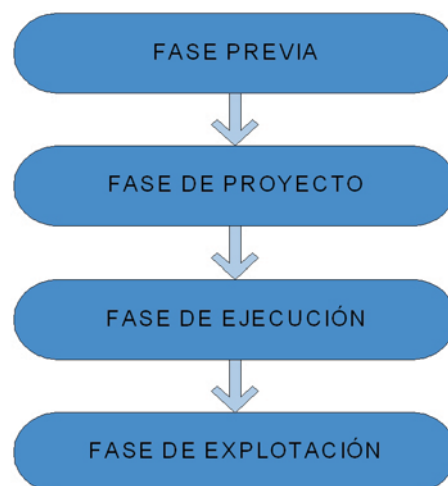 FASE PREVIA
FASE DE PROYECTO
FASE DE EJECUCIÓN
FASE DE EXPLOTACIÓN